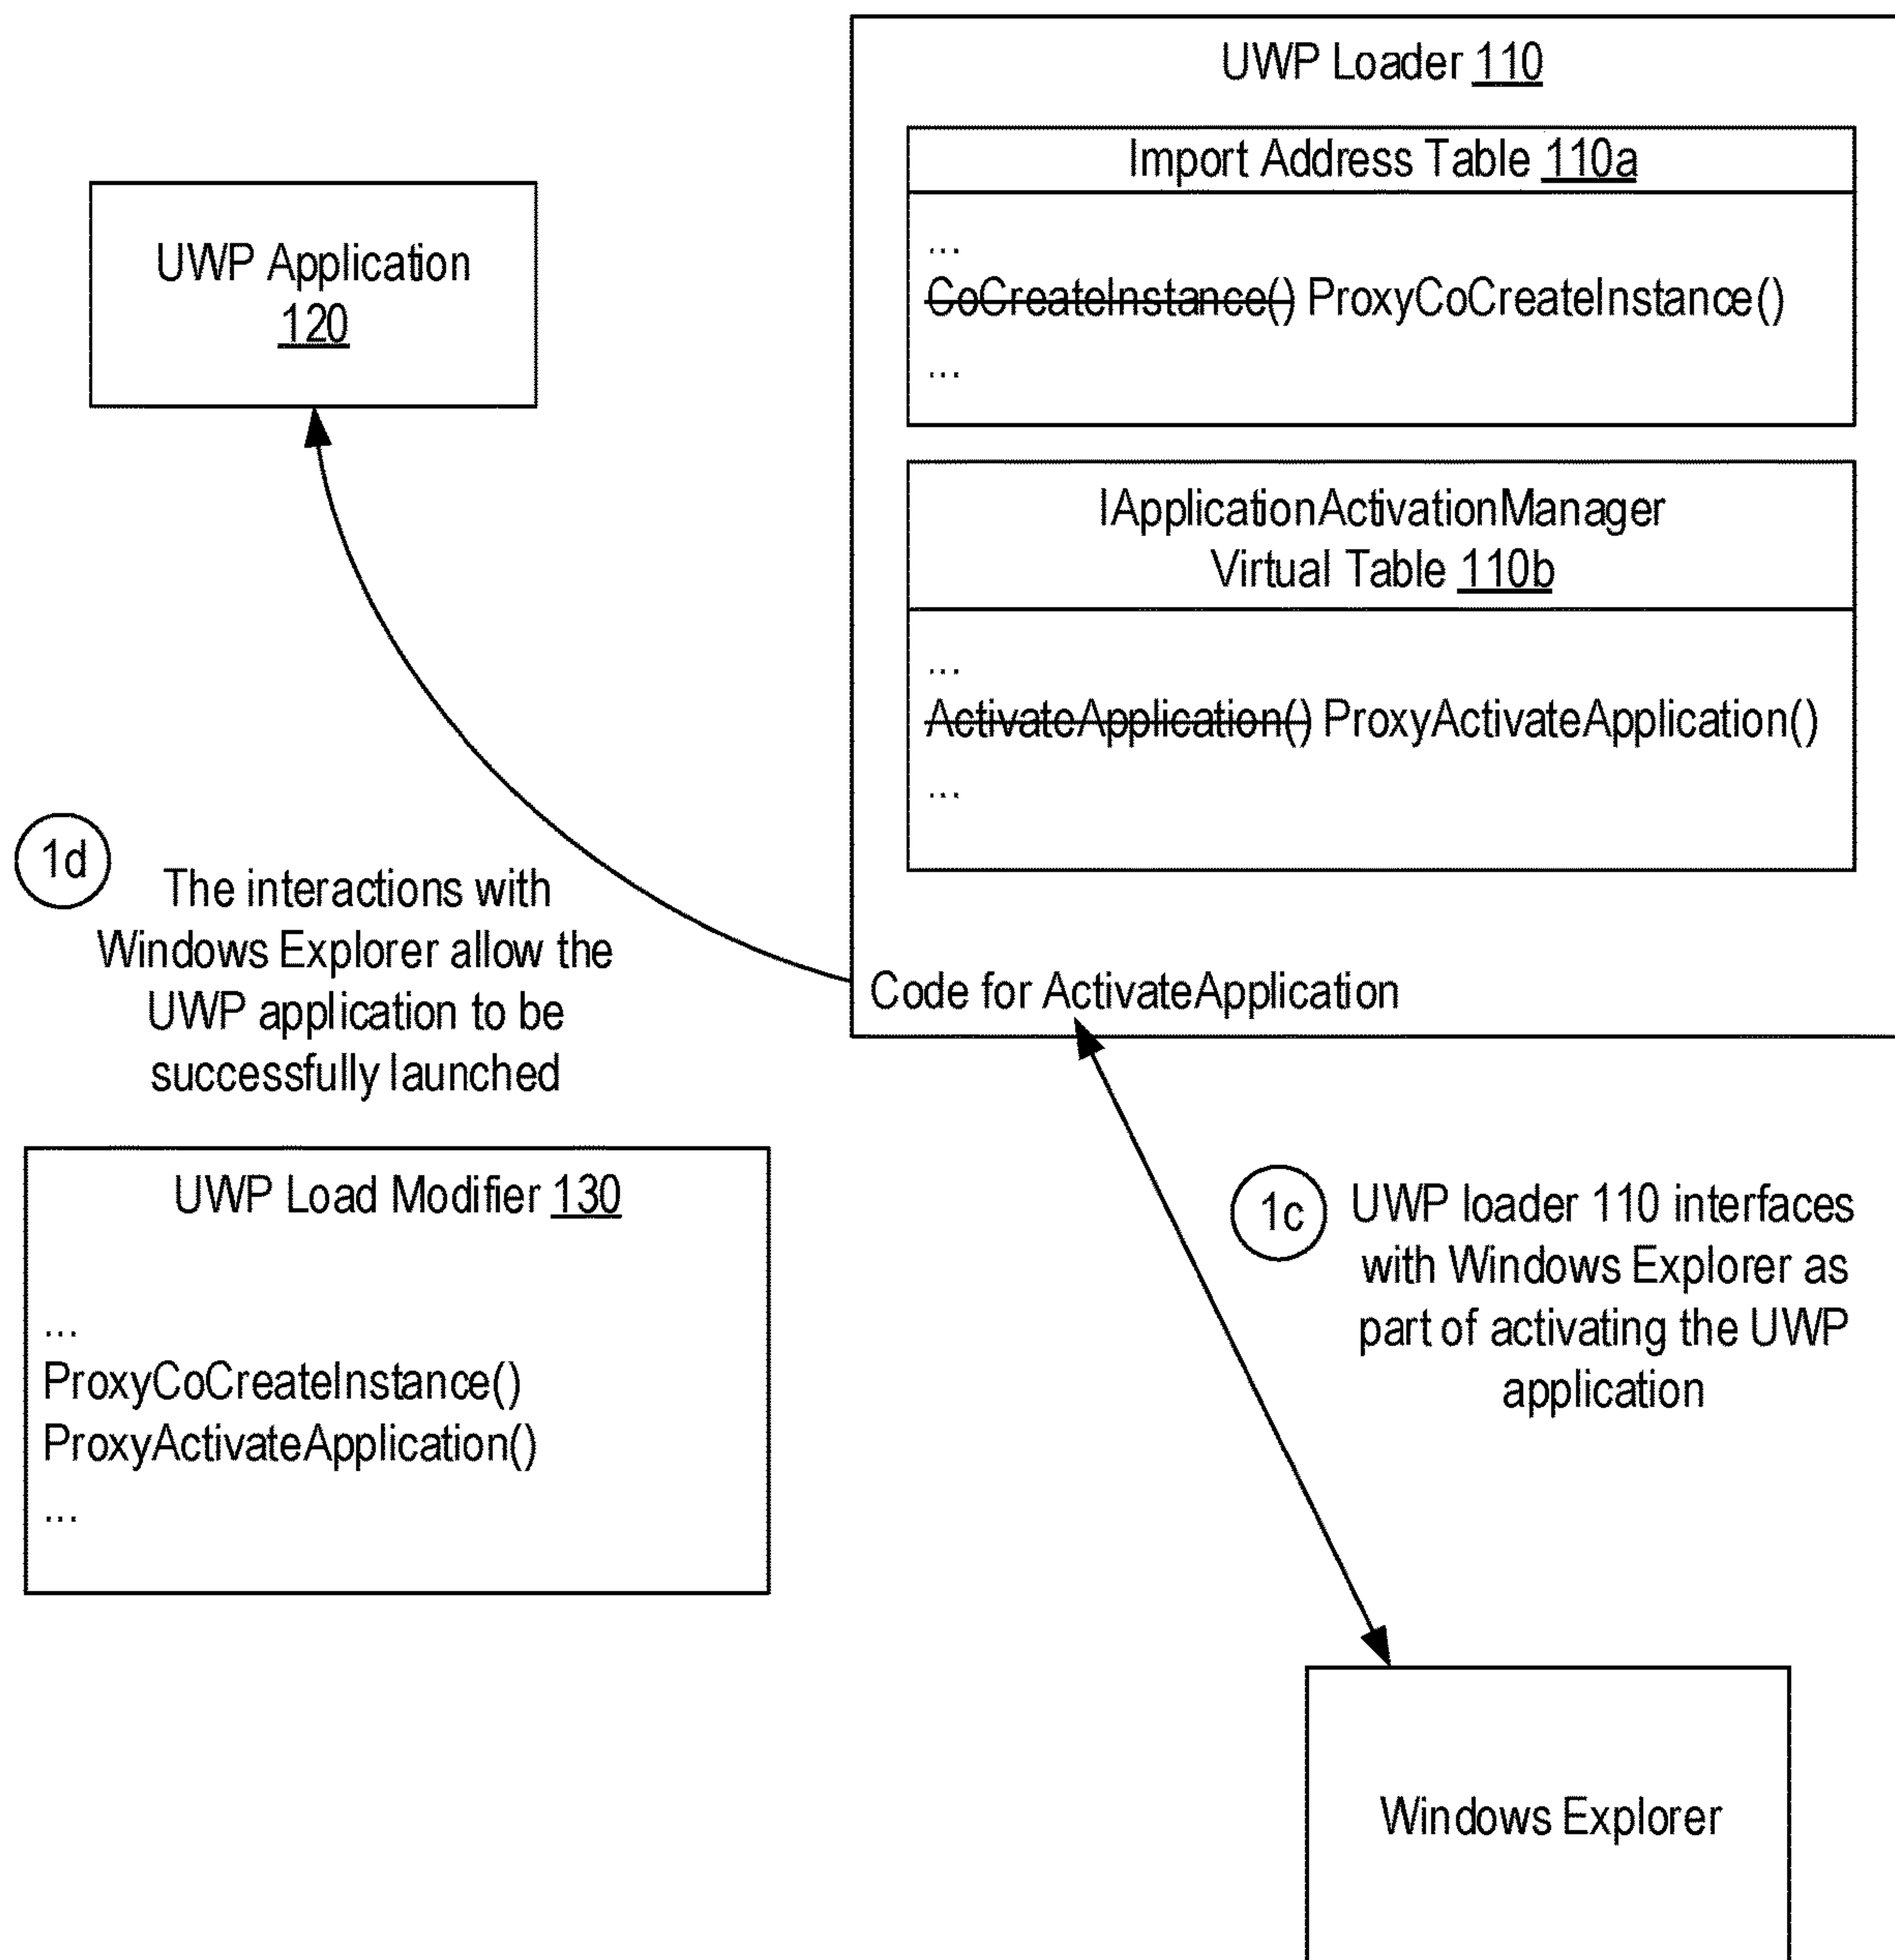 UWP Loader 110
Import Address Table 110a
...
CoCreateInstance() ProxyCoCreateInstance()
...
IApplicationActivationManager
Virtual Table 110b
...
ActivateApplication() ProxyActivateApplication()
...
Code for ActivateApplication
UWP Application
120
1d
The interactions with
Windows Explorer allow the
UWP application to be
successfully launched
UWP Load Modifier 130
...
ProxyCoCreateInstance()
ProxyActivateApplication()
...
1c
UWP loader 110 interfaces
with Windows Explorer as
part of activating the UWP
application
Windows Explorer